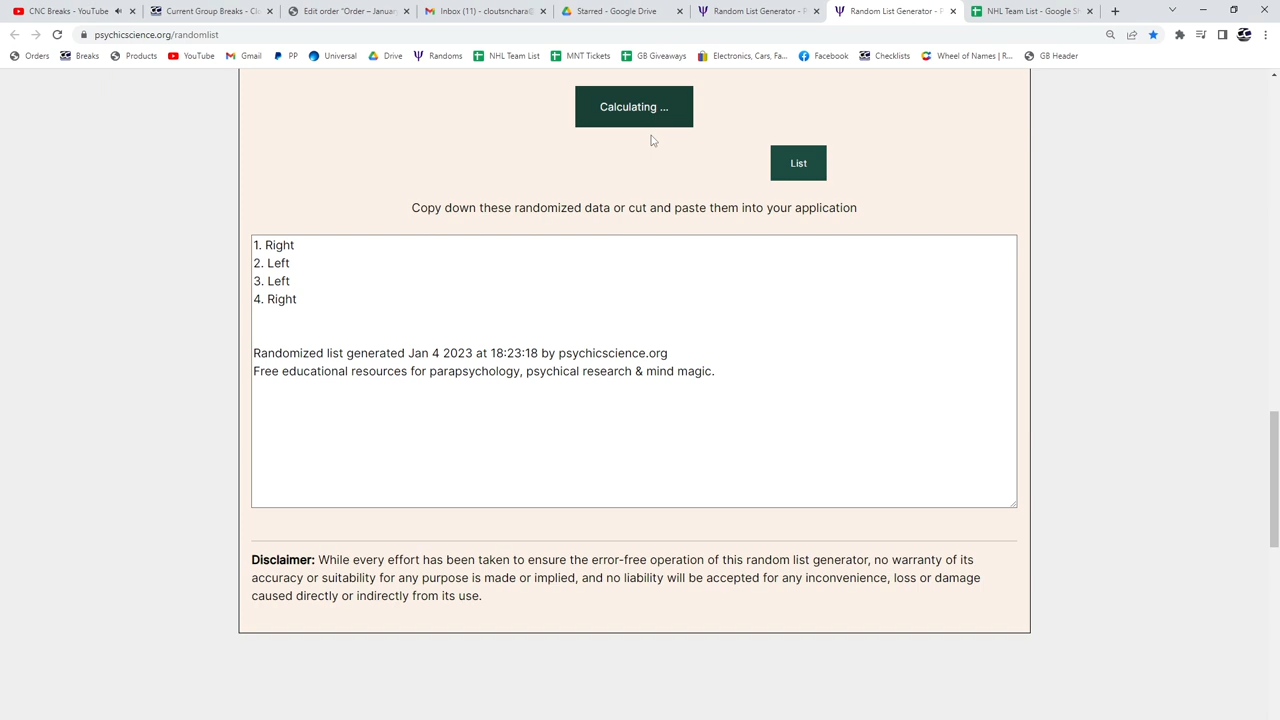 CNC Breaks - YouTube
Current Group Breaks - Cl
Edit order "Order – Januar
Inbox (11) - cloutsnchara@
Starred - Google Drive
Random List Generator - P
Random List Generator - P
NHL Team List - Google Sh
psychicscience.org/randomlist
Orders
Breaks
Products
YouTube
Gmail
PP
Universal
Drive
Randoms
NHL Team List
MNT Tickets
GB Giveaways
Electronics, Cars, Fa...
Facebook
Checklists
Wheel of Names | R...
GB Header
Calculating ...
List
Copy down these randomized data or cut and paste them into your application
1. Right
2. Left
3. Left
4. Right
Randomized list generated Jan 4 2023 at 18:23:18 by psychicscience.org
Free educational resources for parapsychology, psychical research & mind magic.
Disclaimer: While every effort has been taken to ensure the error-free operation of this random list generator, no warranty of its
accuracy or suitability for any purpose is made or implied, and no liability will be accepted for any inconvenience, loss or damage
caused directly or indirectly from its use.